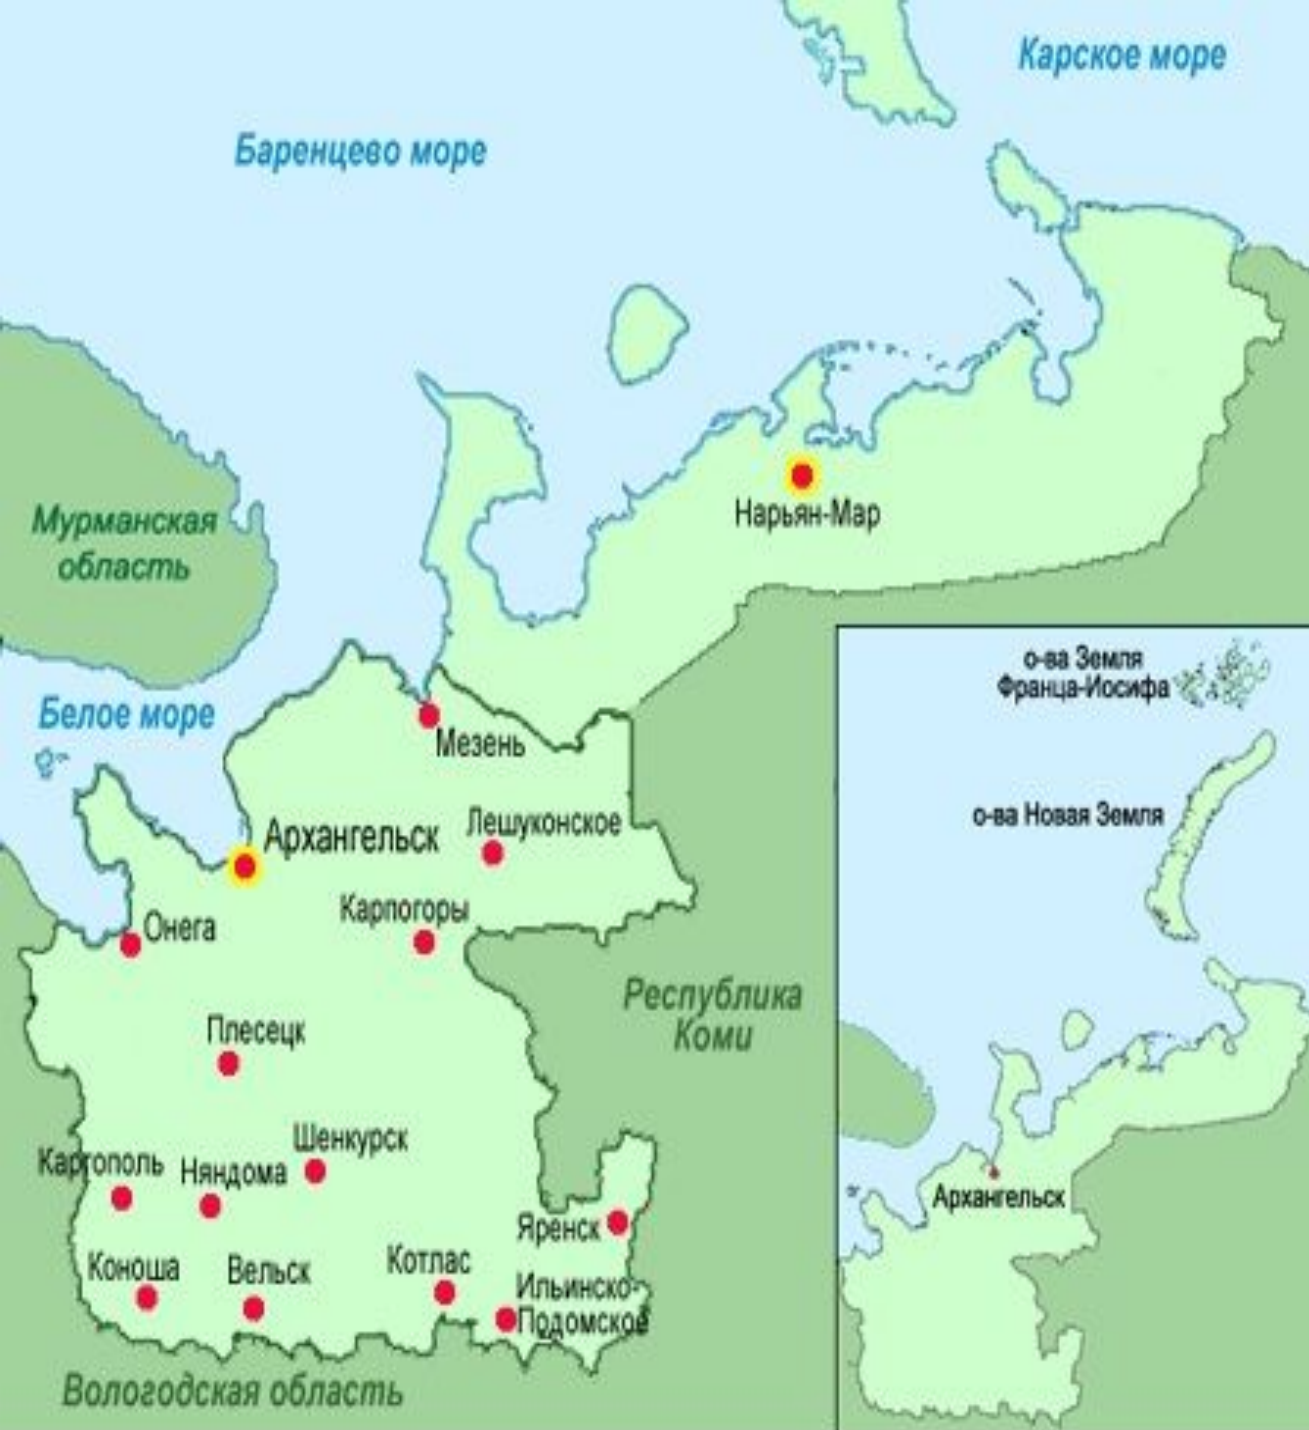 Карское море
Баренцево море
Нарьян-Мар
Мурманская
область
Белое море
Мезень
Архангельск
Лешуконское
Карпогоры
Онега
Республика
Коми
Плесецк
Шенкурск
Каргополь
Няндома
Яренск
Коноша
Вельск
Котлас
Ильинско-
Подомское
Вологодская область
о-ва Земля
Франца-Иосифа
о-ва Новая Земля
Архангельск